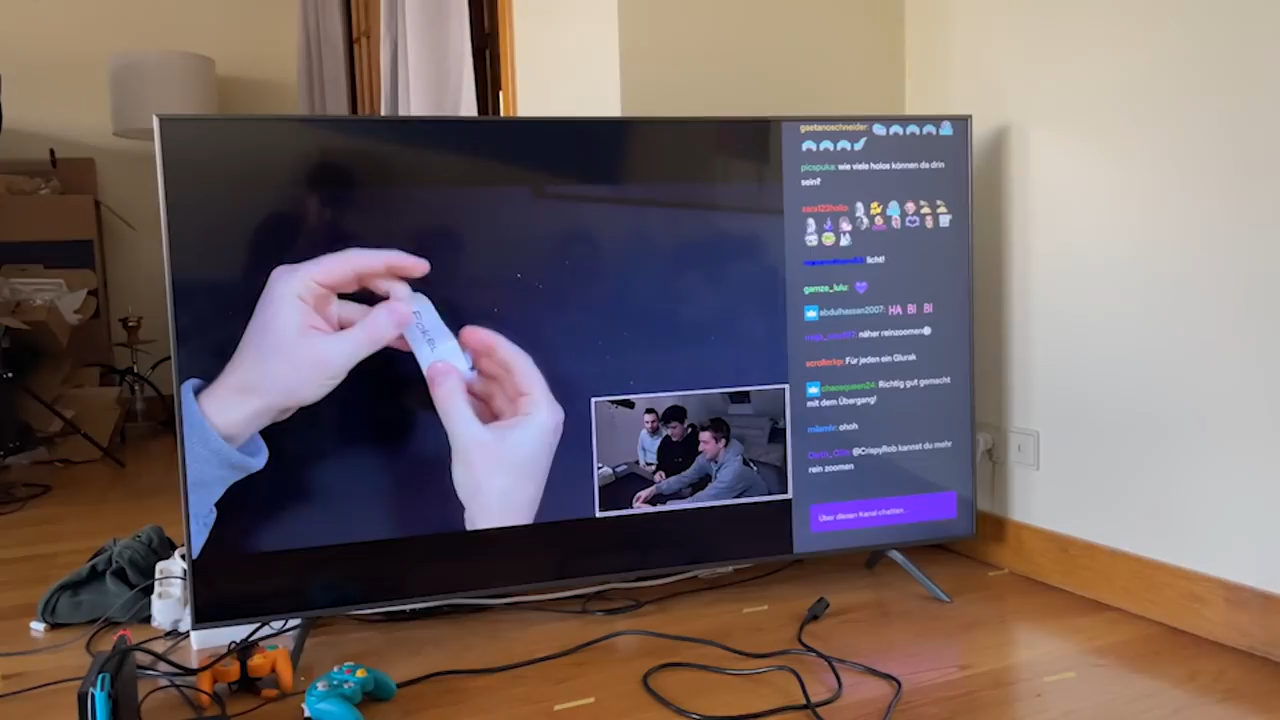 gaetanoschneider:
picspuka: wie viele holos können da drin
sein?
sara123hallo:
licht!
gamze_lulu:
abdulhassan2007: HA BI BI
näher reinzoomen
Für jeden ein Glurak
chaosqueen24: Richtig gut gemacht
mit dem Übergang!
ohoh
@CrispyRob kannst du mehr
rein zoomen
Über diesen Kanal chatten...